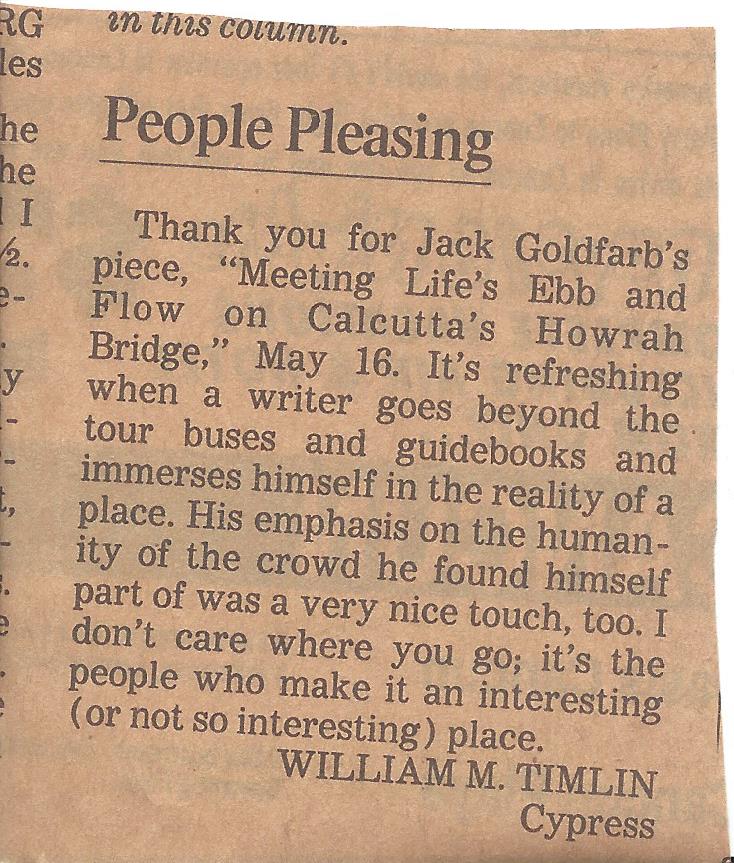 in this column.
People Pleasing
Thank you for Jack Goldfarb's
piece, “Meeting Life's Ebb and
Flow on Calcutta's Howrah
Bridge,” May 16. It's refreshing
when a writer goes beyond the
tour buses and guidebooks and
immerses himself in the reality of a
place. His emphasis on the human-
ity of the crowd he found himself
part of was a very nice touch, too. I
don't care where you go; it's the
people who make it an interesting
(or not so interesting) place.
WILLIAM M. TIMLIN
Cypress